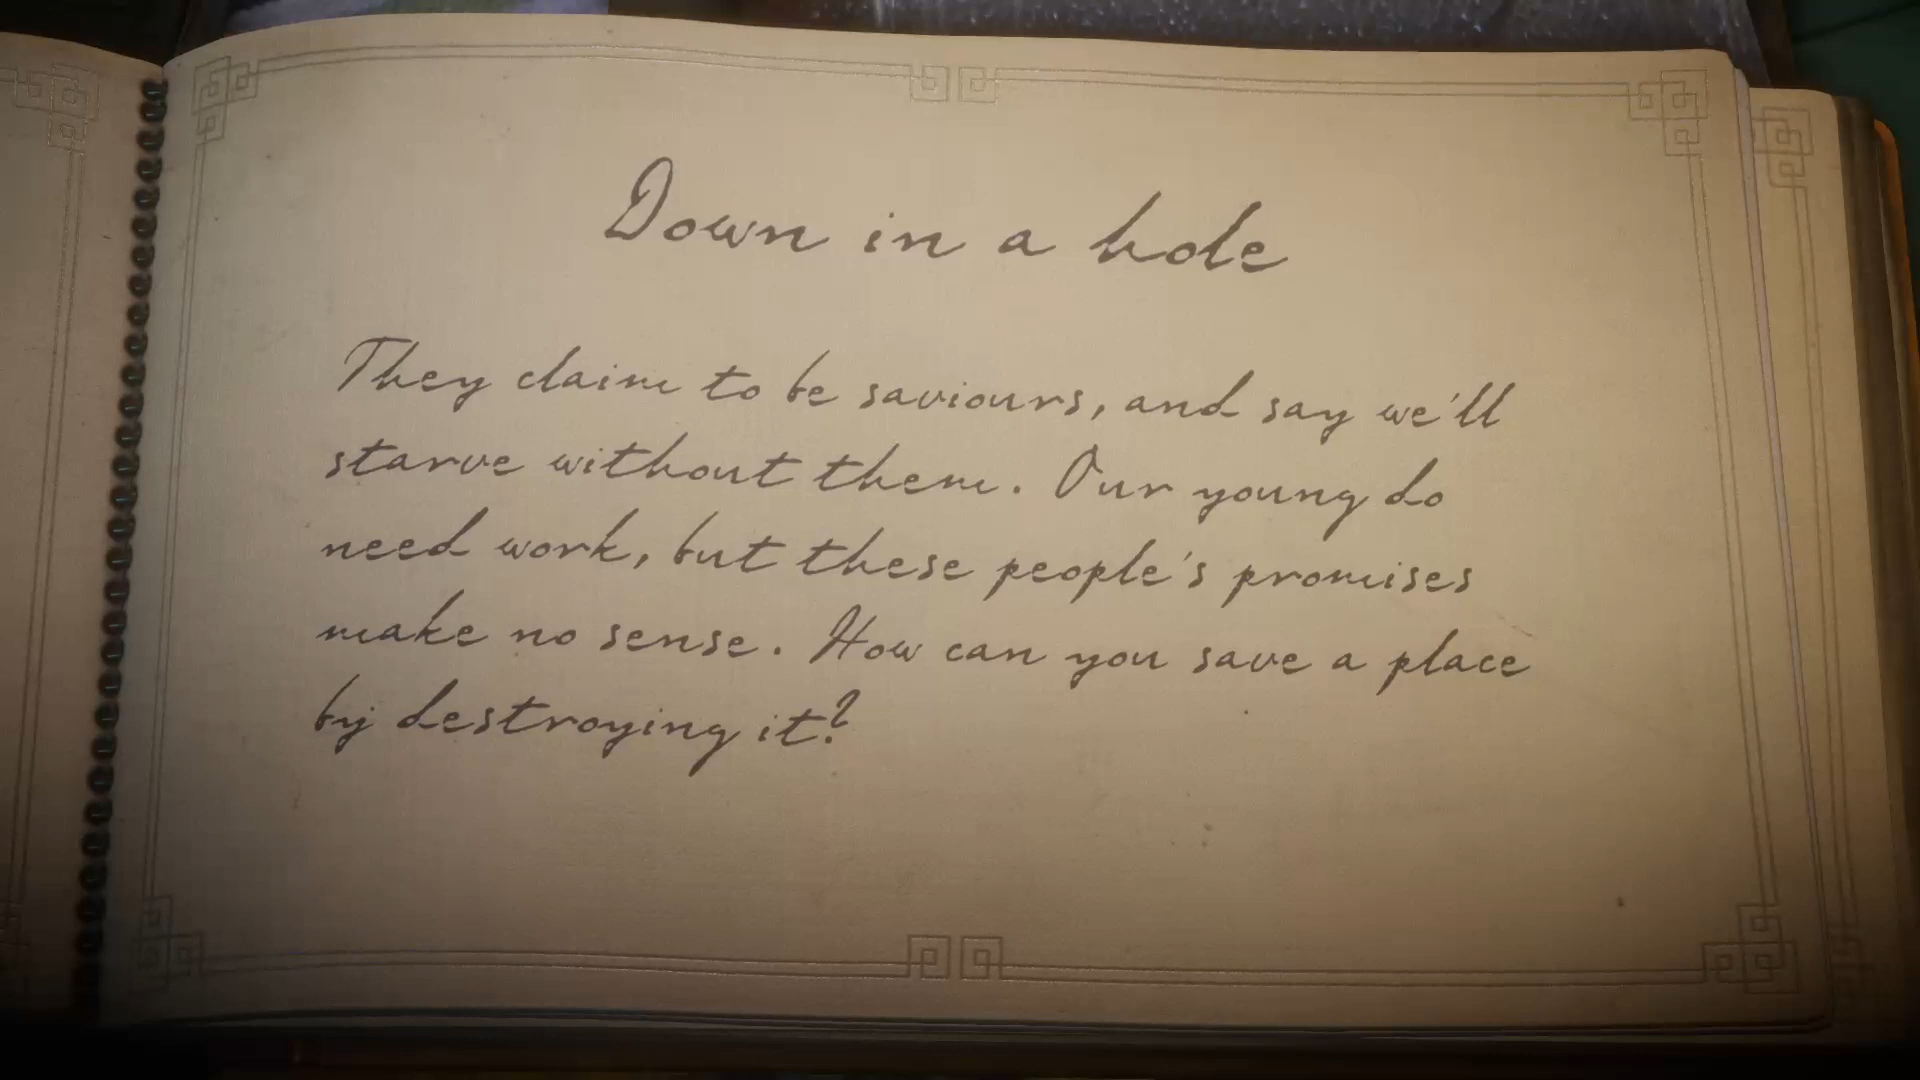 Down in a hole
They claim to be saviours, and say we'll
starve without them. Our young do
need work, but these people's promises
make no sense. How can you save a place
by destroying it?